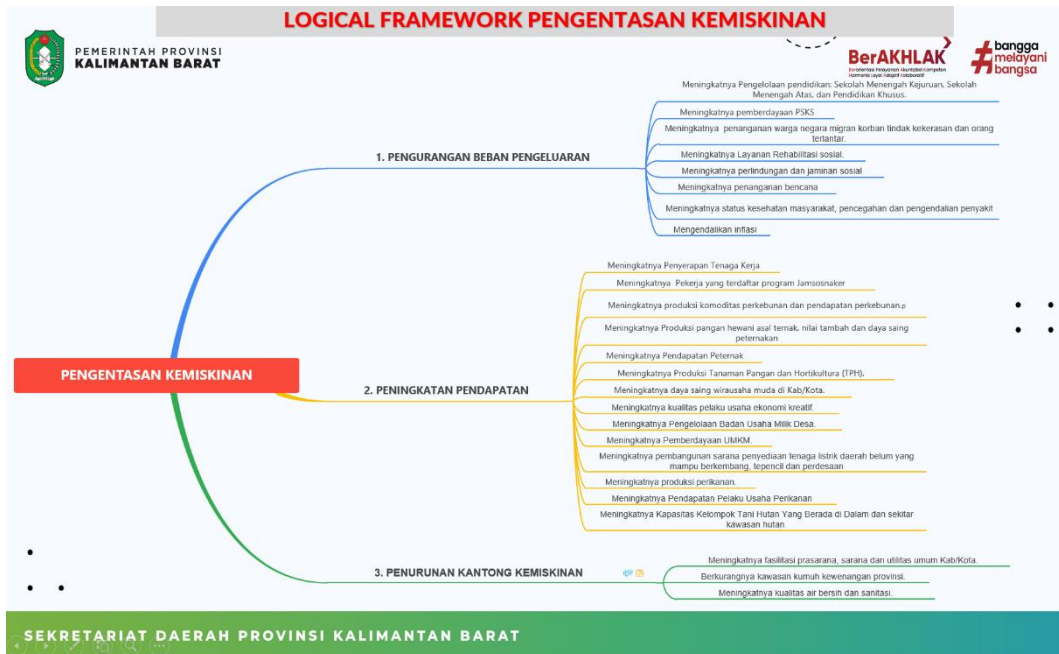 LOGICAL FRAMEWORK PENGENTASAN KEMISKINAN
PEMERINTAH PROVINSI
KALIMANTAN BARAT
BerAKHLAK
Berorientasi Pelayanan Akuntabel Kompeten
Harmonis Loyal Adaptif Kolaboratif
#bangga
melayani
bangsa
PENGENTASAN KEMISKINAN
1. PENGURANGAN BEBAN PENGELUARAN
Meningkatnya Pengelolaan pendidikan; Sekolah Menengah Kejuruan, Sekolah
Menengah Atas, dan Pendidikan Khusus.
Meningkatnya pemberdayaan PSKS
Meningkatnya penanganan warga negara migran korban tindak kekerasan dan orang
terlantar.
Meningkatnya Layanan Rehabilitasi sosial.
Meningkatnya perlindungan dan jaminan sosial
Meningkatnya penanganan bencana
Meningkatnya status kesehatan masyarakat, pencegahan dan pengendalian penyakit
Mengendalikan inflasi
2. PENINGKATAN PENDAPATAN
Meningkatnya Penyerapan Tenaga Kerja
Meningkatnya Pekerja yang terdaftar program Jamsosnaker
Meningkatnya produksi komoditas perkebunan dan pendapatan perkebunan.p
Meningkatnya Produksi pangan hewani asal ternak, nilai tambah dan daya saing
peternakan
Meningkatnya Pendapatan Peternak
Meningkatnya Produksi Tanaman Pangan dan Hortikultura (TPH).
Meningkatnya daya saing wirausaha muda di Kab/Kota.
Meningkatnya kualitas pelaku usaha ekonomi kreatif.
Meningkatnya Pengelolaan Badan Usaha Milik Desa.
Meningkatnya Pemberdayaan UMKM.
Meningkatnya pembangunan sarana penyediaan tenaga listrik daerah belum yang
mampu berkembang, tepencil dan perdesaan
Meningkatnya produksi perikanan.
Meningkatnya Pendapatan Pelaku Usaha Perikanan
Meningkatnya Kapasitas Kelompok Tani Hutan Yang Berada di Dalam dan sekitar
kawasan hutan.
3. PENURUNAN KANTONG KEMISKINAN
Meningkatnya fasilitasi prasarana, sarana dan utilitas umum Kab/Kota.
Berkurangnya kawasan kumuh kewenangan provinsi.
Meningkatnya kualitas air bersih dan sanitasi.
SEKRETARIAT DAERAH PROVINSI KALIMANTAN BARAT